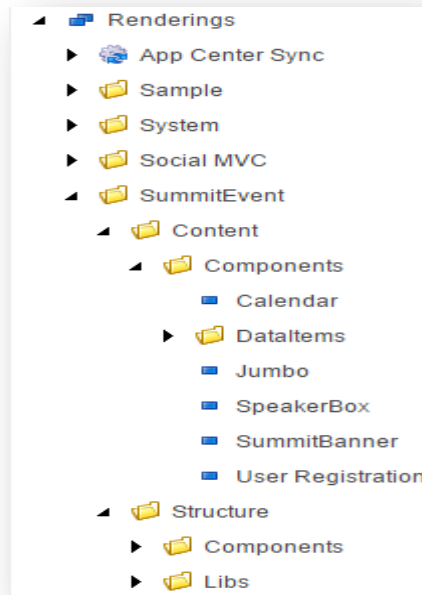 Renderings
App Center Sync
Sample
System
Social MVC
SummitEvent
Content
Components
Calendar
DataItems
Jumbo
SpeakerBox
SummitBanner
User Registration
Structure
Components
Libs